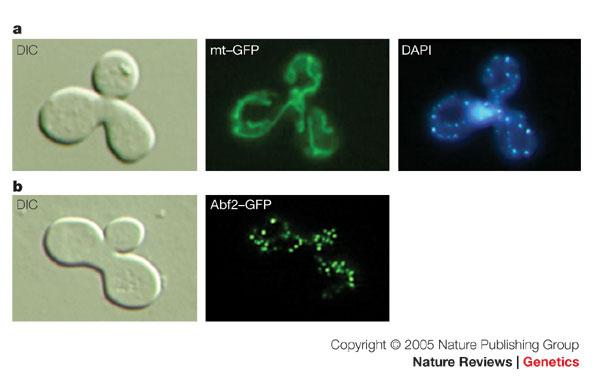 a
DIC
mt–GFP
DAPI
b
DIC
Abf2–GFP
Copyright © 2005 Nature Publishing Group
Nature Reviews | Genetics